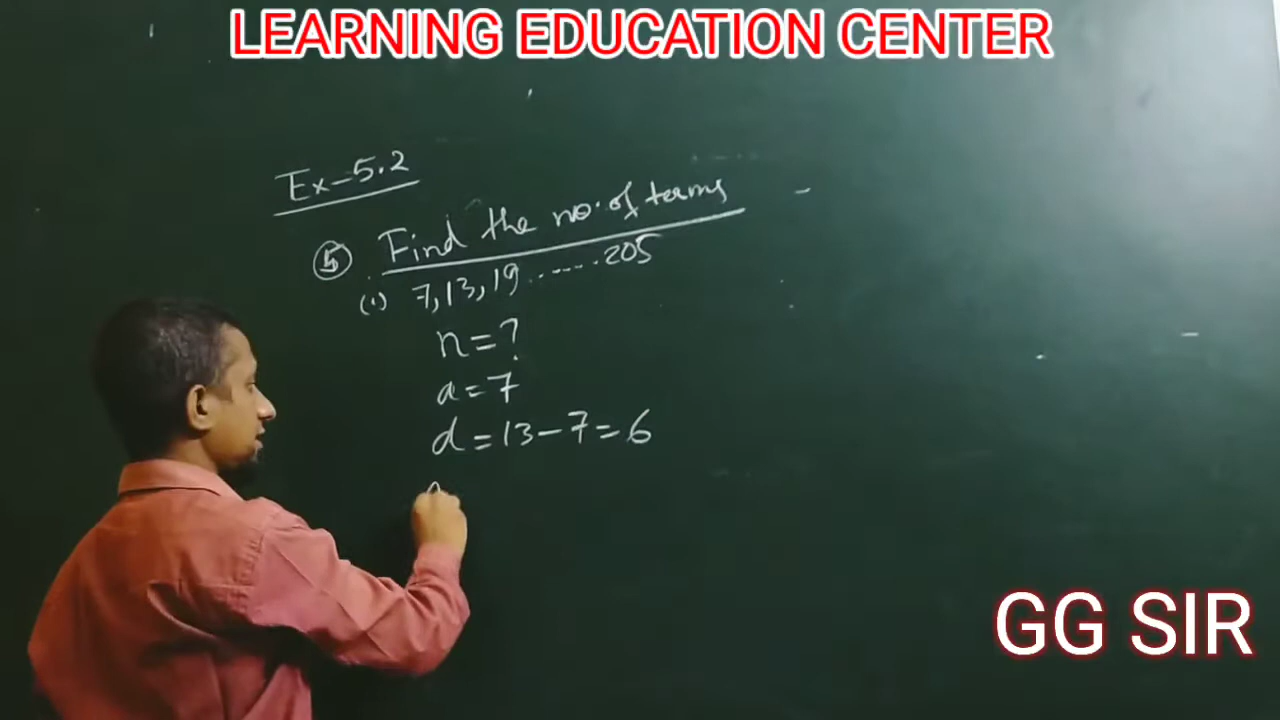 LEARNING EDUCATION CENTER
Ex-5.2
(5) Find the no. of terms
(i) 7, 13, 19 ....... 205
n = ?
a = 7
d = 13 - 7 = 6
GG SIR